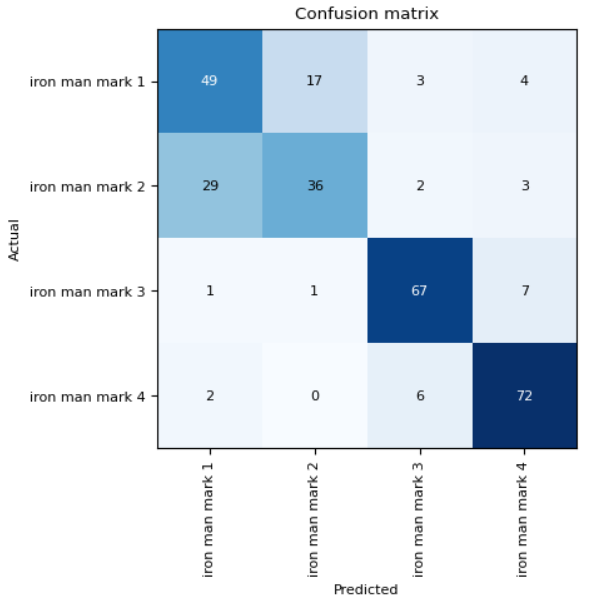 Confusion matrix
iron man mark 1 49 17 3 4
iron man mark 2 29 36 2 3
iron man mark 3 1 1 67 7
iron man mark 4 2 0 6 72
Actual
iron man mark 1
iron man mark 2
iron man mark 3
iron man mark 4
Predicted